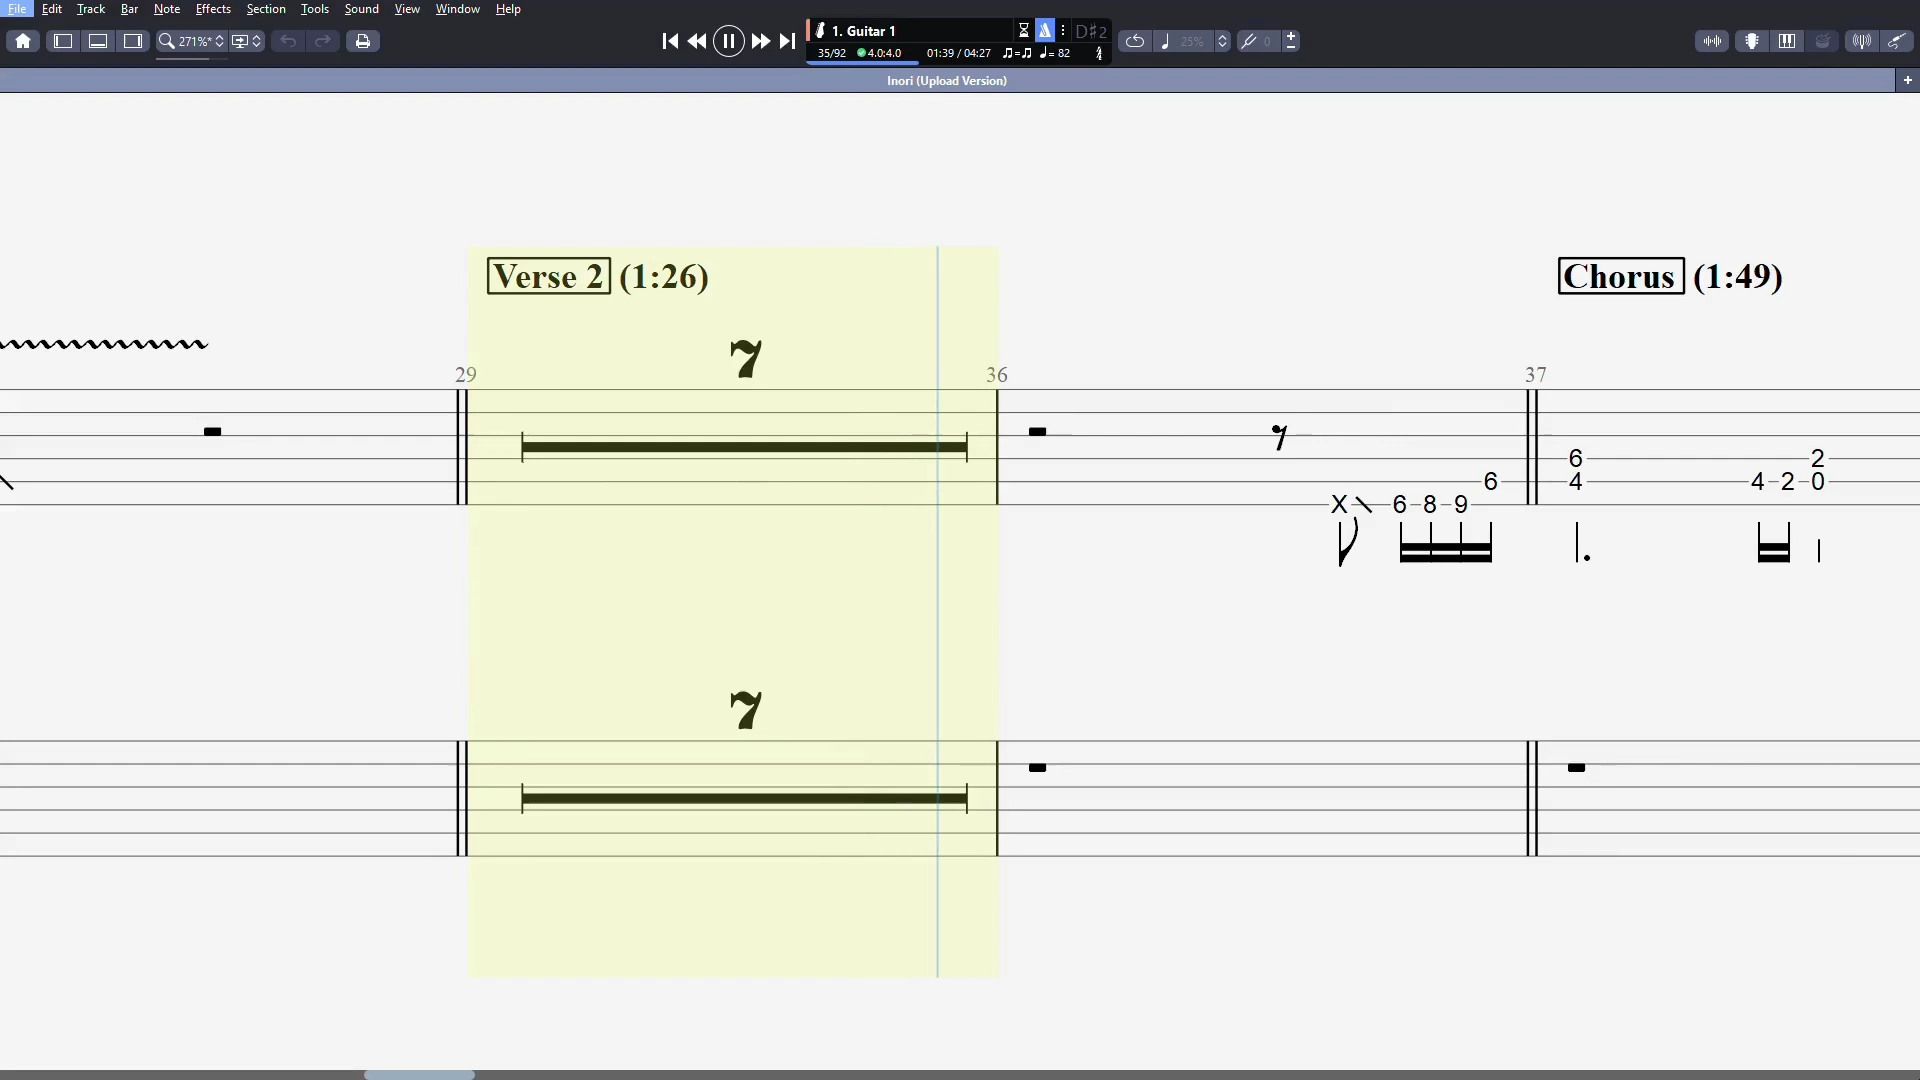 File Edit Track Bar Note Effects Section Tools Sound View Window Help
271%* 1. Guitar 1 D♯2 25% 0
35/92 4.0:4.0 01:39 / 04:27 ♫=♫ ♩= 82
Inori (Upload Version) +
Verse 2 (1:26) Chorus (1:49)
7
29 36 37
6 2
6 4 4 2 0
X 6 8 9
7